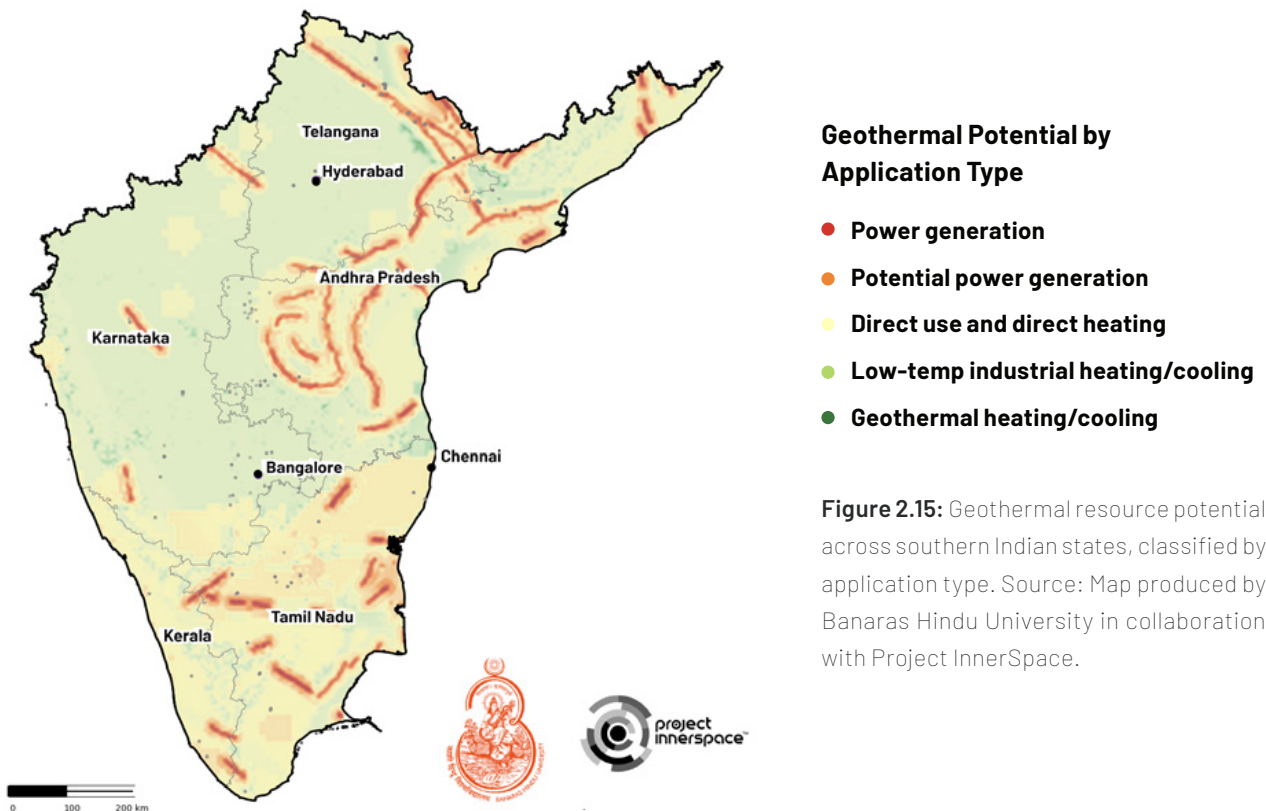 Telangana
Hyderabad
Andhra Pradesh
Karnataka
Bangalore
Chennai
Tamil Nadu
Kerala
0 100 200 km
project
innerspace™
Geothermal Potential by
Application Type
Power generation
Potential power generation
Direct use and direct heating
Low-temp industrial heating/cooling
Geothermal heating/cooling
Figure 2.15: Geothermal resource potential
across southern Indian states, classified by
application type. Source: Map produced by
Banaras Hindu University in collaboration
with Project InnerSpace.